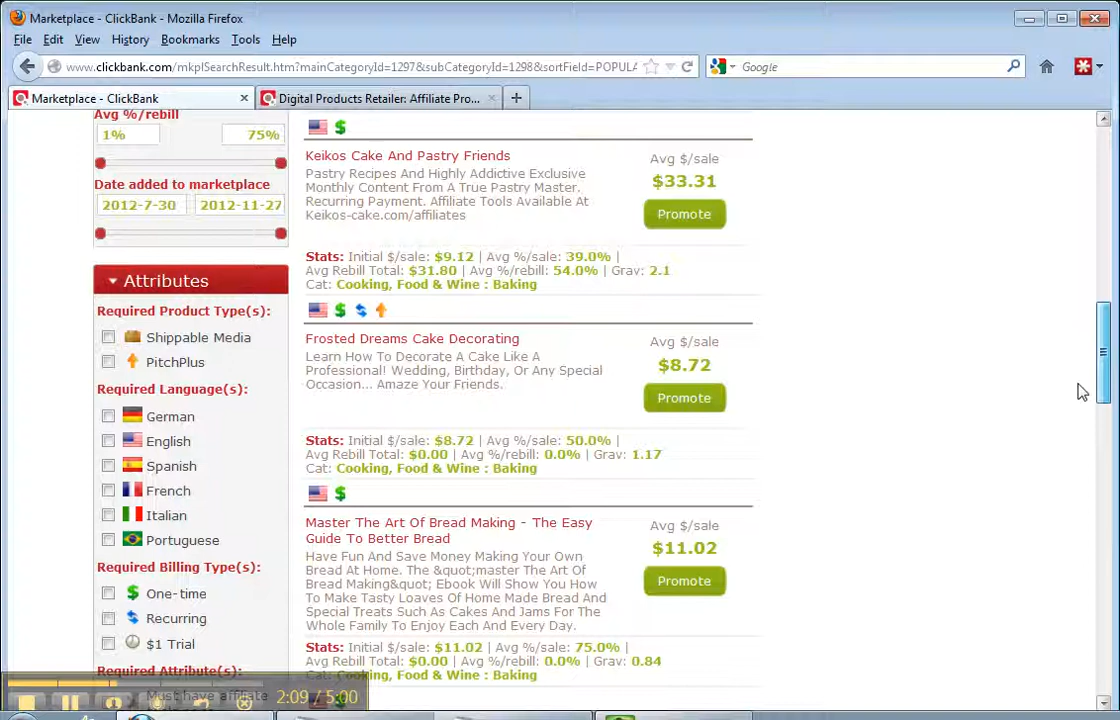 Marketplace - ClickBank - Mozilla Firefox
File Edit View History Bookmarks Tools Help
www.clickbank.com/mkplSearchResult.htm?mainCategoryId=1297&subCategoryId=1298&sortField=POPULA
Google
Marketplace - ClickBank
Digital Products Retailer: Affiliate Pro...
Avg %/rebill
1% 75%
Date added to marketplace
2012-7-30 2012-11-27
Attributes
Required Product Type(s):
Shippable Media
PitchPlus
Required Language(s):
German
English
Spanish
French
Italian
Portuguese
Required Billing Type(s):
One-time
Recurring
$1 Trial
Required Attribute(s):
Must have affiliate
2:09 / 5:00
Keikos Cake And Pastry Friends
Pastry Recipes And Highly Addictive Exclusive
Monthly Content From A True Pastry Master.
Recurring Payment. Affiliate Tools Available At
Keikos-cake.com/affiliates
Avg $/sale
$33.31
Promote
Stats: Initial $/sale: $9.12 | Avg %/sale: 39.0% |
Avg Rebill Total: $31.80 | Avg %/rebill: 54.0% | Grav: 2.1
Cat: Cooking, Food & Wine : Baking
Frosted Dreams Cake Decorating
Learn How To Decorate A Cake Like A
Professional! Wedding, Birthday, Or Any Special
Occasion... Amaze Your Friends.
Avg $/sale
$8.72
Promote
Stats: Initial $/sale: $8.72 | Avg %/sale: 50.0% |
Avg Rebill Total: $0.00 | Avg %/rebill: 0.0% | Grav: 1.17
Cat: Cooking, Food & Wine : Baking
Master The Art Of Bread Making - The Easy
Guide To Better Bread
Have Fun And Save Money Making Your Own
Bread At Home. The &quot;master The Art Of
Bread Making&quot; Ebook Will Show You How
To Make Tasty Loaves Of Home Made Bread And
Special Treats Such As Cakes And Jams For The
Whole Family To Enjoy Each And Every Day.
Avg $/sale
$11.02
Promote
Stats: Initial $/sale: $11.02 | Avg %/sale: 75.0% |
Avg Rebill Total: $0.00 | Avg %/rebill: 0.0% | Grav: 0.84
Cat: Cooking, Food & Wine : Baking